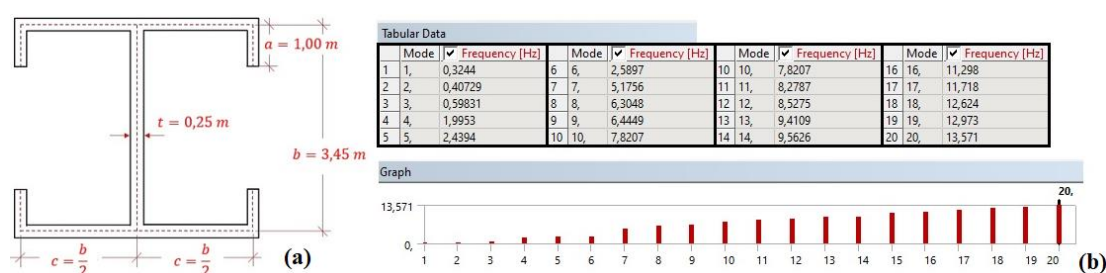 a = 1,00 m
t = 0,25 m
b = 3,45 m
c = b/2
c = b/2
(a)
Tabular Data
Mode Frequency [Hz] Mode Frequency [Hz] Mode Frequency [Hz] Mode Frequency [Hz]
1 1, 0,3244 6 6, 2,5897 10 10, 7,8207 16 16, 11,298
2 2, 0,40729 7 7, 5,1756 11 11, 8,2787 17 17, 11,718
3 3, 0,59831 8 8, 6,3048 12 12, 8,5275 18 18, 12,624
4 4, 1,9953 9 9, 6,4449 13 13, 9,4109 19 19, 12,973
5 5, 2,4394 10 10, 7,8207 14 14, 9,5626 20 20, 13,571
Graph
20,
13,571
0,
1 2 3 4 5 6 7 8 9 10 11 12 13 14 15 16 17 18 19 20
(b)